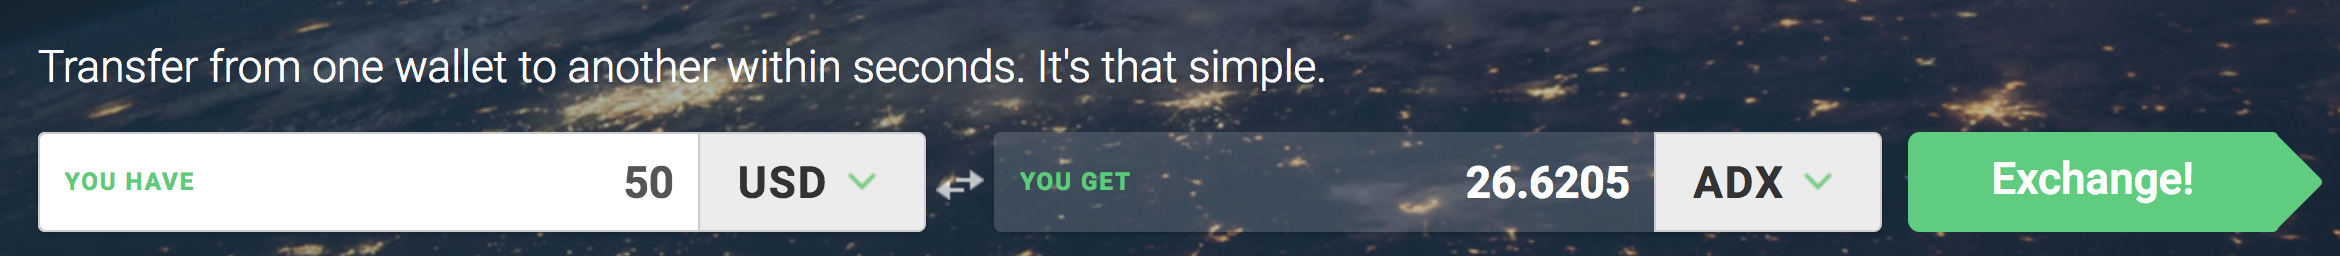 Transfer from one wallet to another within seconds. It's that simple.
YOU HAVE 50 USD YOU GET 26.6205 ADX Exchange!